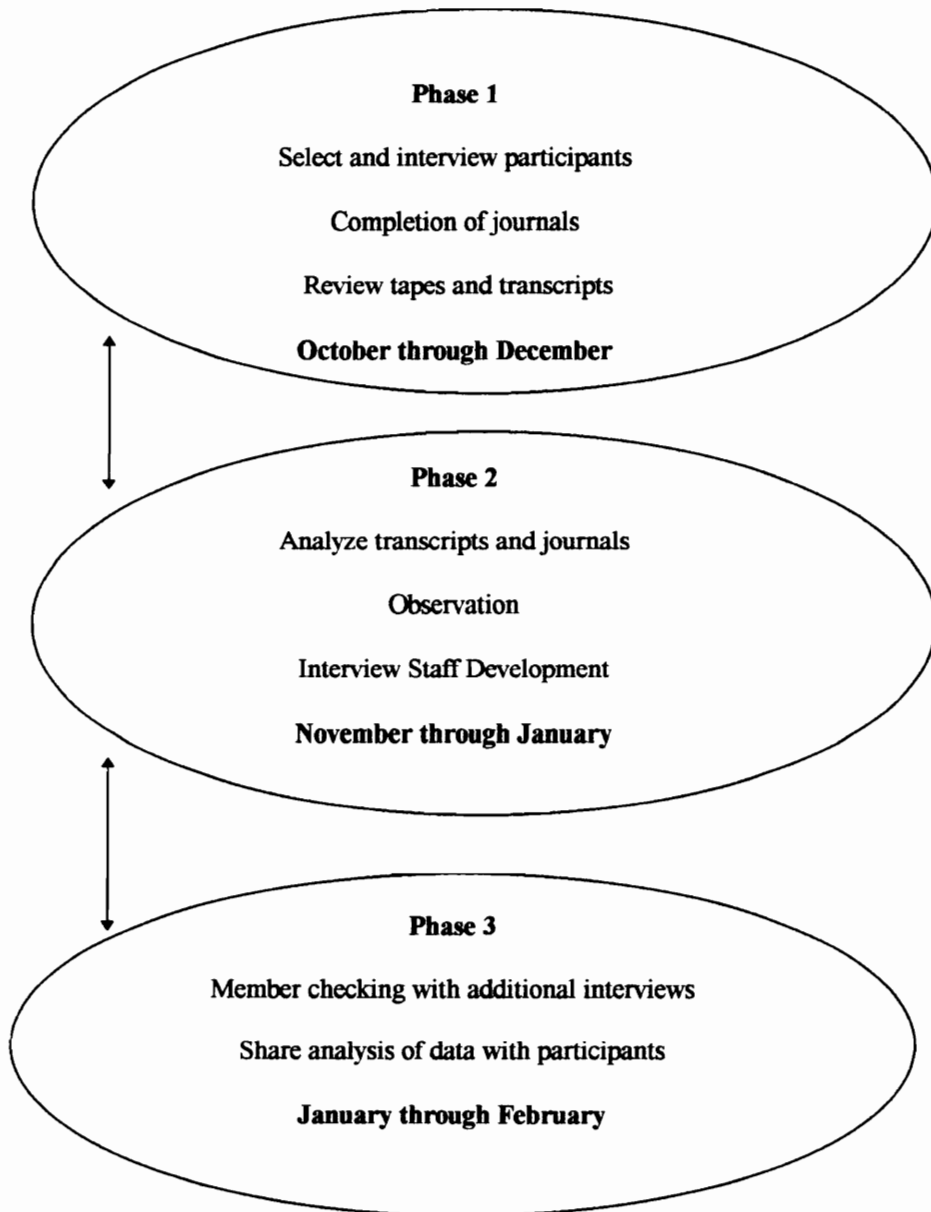 Phase 1
Select and interview participants
Completion of journals
Review tapes and transcripts
October through December
Phase 2
Analyze transcripts and journals
Observation
Interview Staff Development
November through January
Phase 3
Member checking with additional interviews
Share analysis of data with participants
January through February